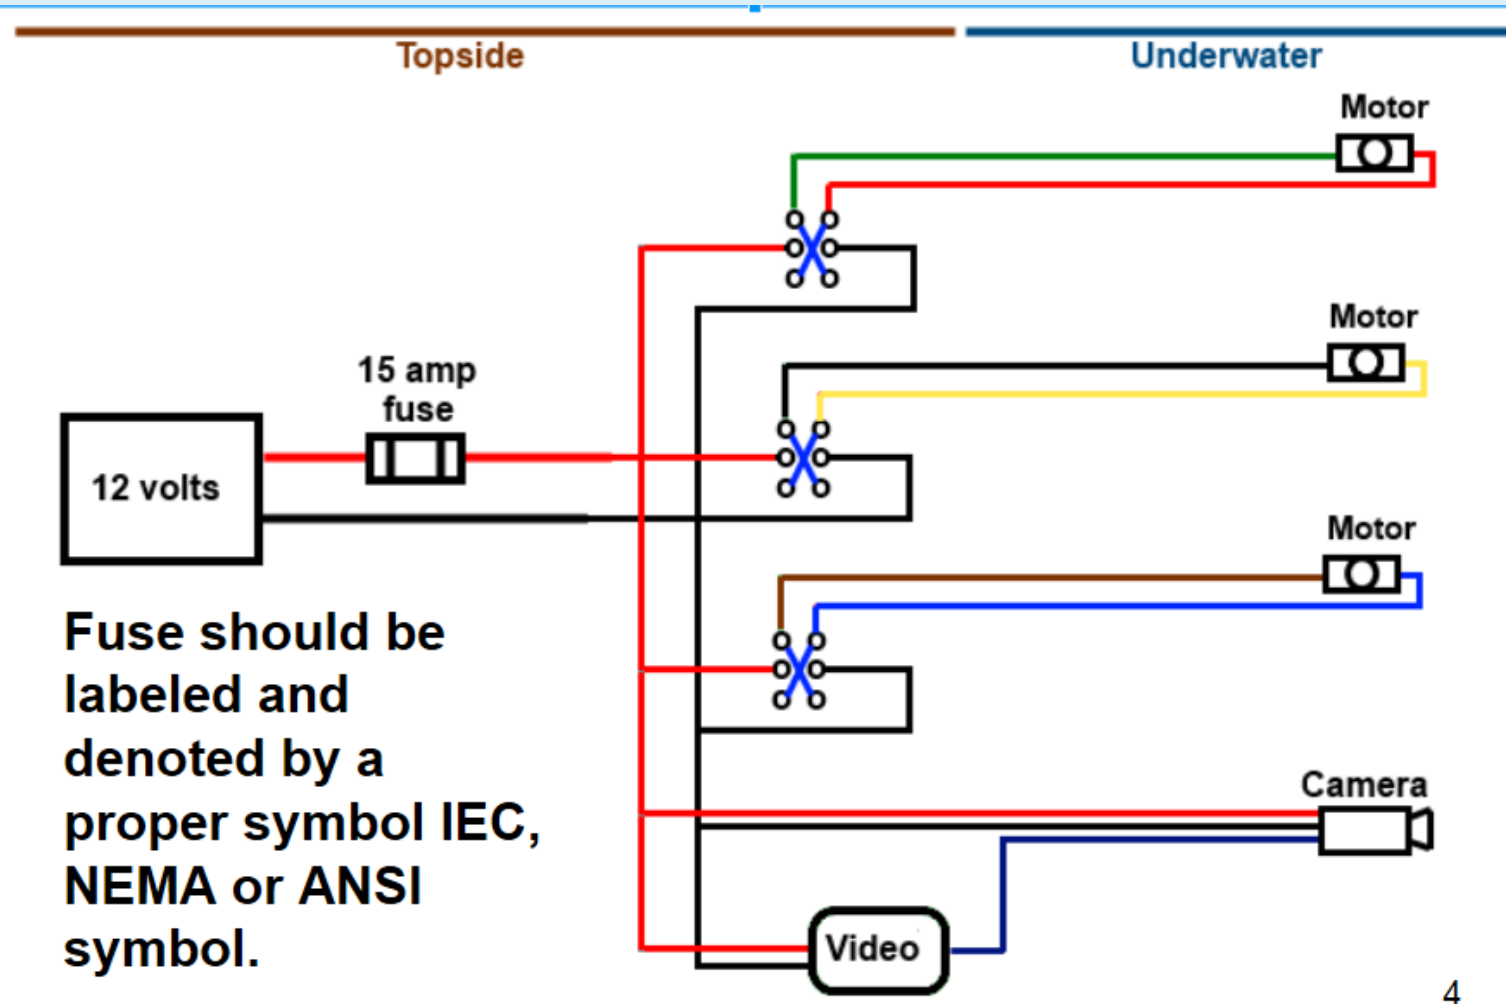 Topside
Underwater
Motor
Motor
15 amp
fuse
12 volts
Motor
Fuse should be
labeled and
denoted by a
proper symbol IEC,
NEMA or ANSI
symbol.
Camera
Video
4